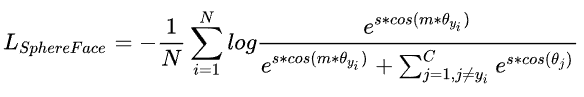 L_{SphereFace} = -\frac{1}{N} \sum_{i=1}^{N} log \frac{e^{s*cos(m*\theta_{y_i})}}{e^{s*cos(m*\theta_{y_i})} + \sum_{j=1,j\neq y_i}^{C} e^{s*cos(\theta_j)}}